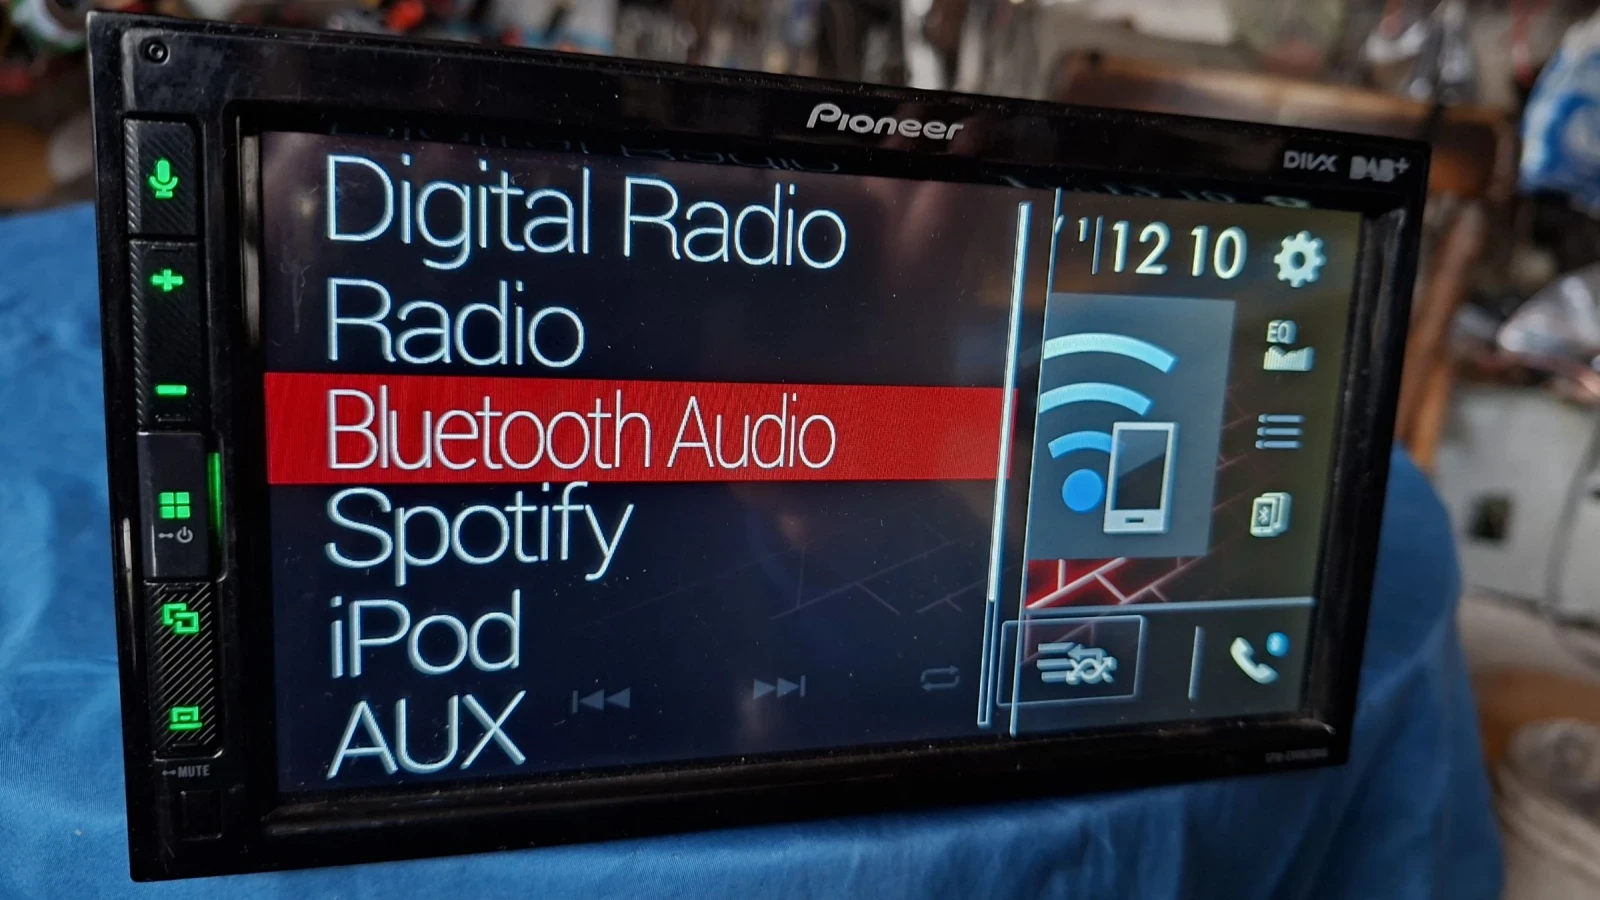 Pioneer
DIVX DAB+
Digital Radio
12 10
Radio
EQ
Bluetooth Audio
Spotify
iPod
AUX
MUTE